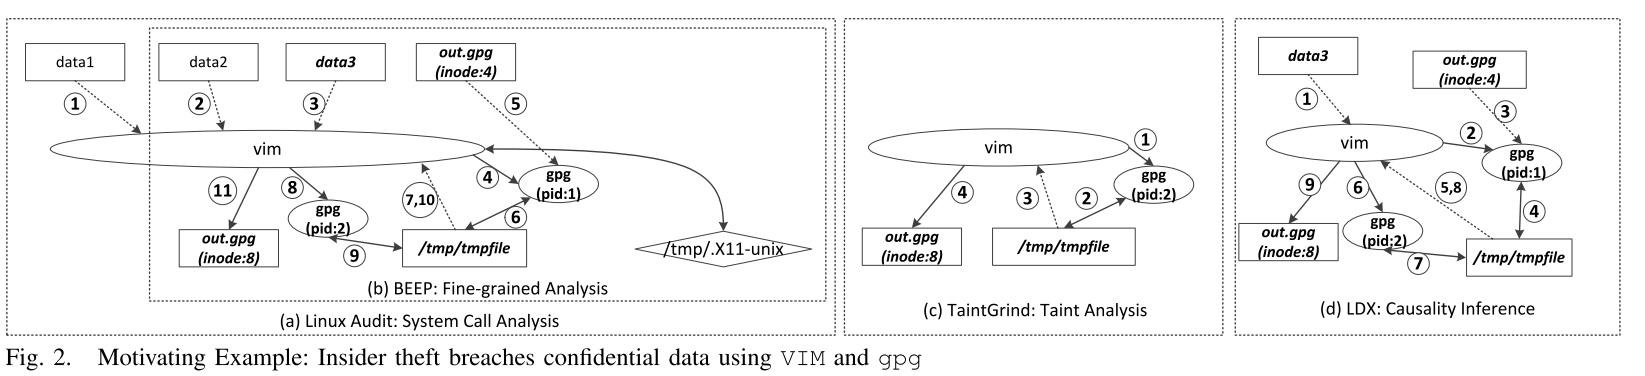 data1
data2
data3
out.gpg
(inode:4)
1
2
3
5
vim
4
gpg
(pid:1)
11
8
7,10
6
gpg
(pid:2)
out.gpg
(inode:8)
9
/tmp/tmpfile
/tmp/.X11-unix
(b) BEEP: Fine-grained Analysis
(a) Linux Audit: System Call Analysis
vim
1
gpg
(pid:2)
4
3
2
out.gpg
(inode:8)
/tmp/tmpfile
(c) TaintGrind: Taint Analysis
data3
out.gpg
(inode:4)
1
3
vim
2
gpg
(pid:1)
9
6
5,8
4
out.gpg
(inode:8)
gpg
(pid:2)
7
/tmp/tmpfile
(d) LDX: Causality Inference
Fig. 2. Motivating Example: Insider theft breaches confidential data using VIM and gpg